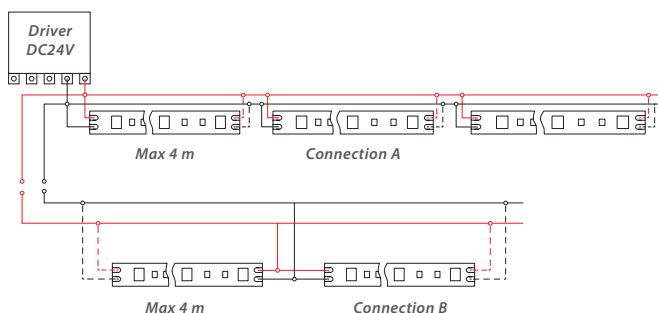 Driver
DC24V
Max 4 m
Connection A
Max 4 m
Connection B